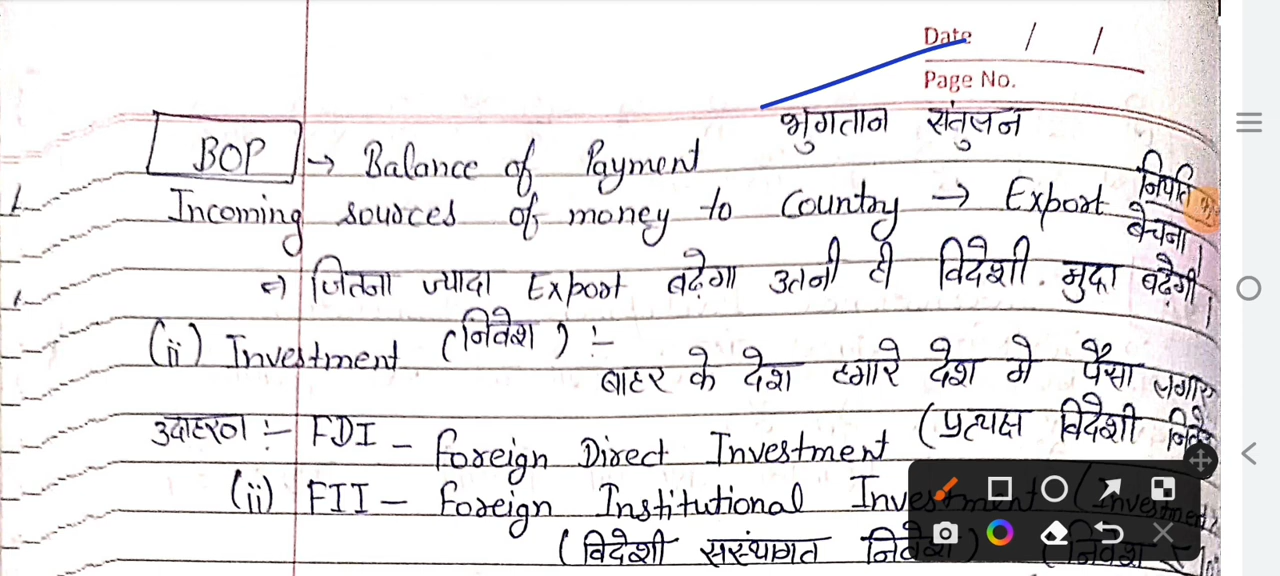 Date / /
Page No.
भुगतान संतुलन
BOP → Balance of Payment
Incoming sources of money to country → Export निर्यात बेचना
⇒ जितना ज्यादा Export बढ़ेगा उतनी ही विदेशी मुद्रा बढ़ेगी
(ii) Investment (निवेश) :-
बाहर के देश हमारे देश मे पैसा लगाए
उदाहरण :- FDI - Foreign Direct Investment (प्रत्यक्ष विदेशी
(ii) FII - Foreign Institutional Investment (Investment
(विदेशी संस्थागत निवेश) (निवेश